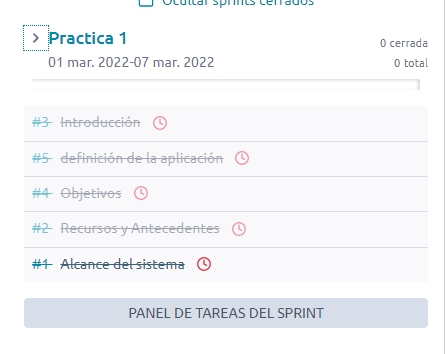 Ocultar sprints cerrados
Practica 1
0 cerrada
01 mar. 2022-07 mar. 2022
0 total
#3 Introducción
#5 definición de la aplicación
#4 Objetivos
#2 Recursos y Antecedentes
#1 Alcance del sistema
PANEL DE TAREAS DEL SPRINT